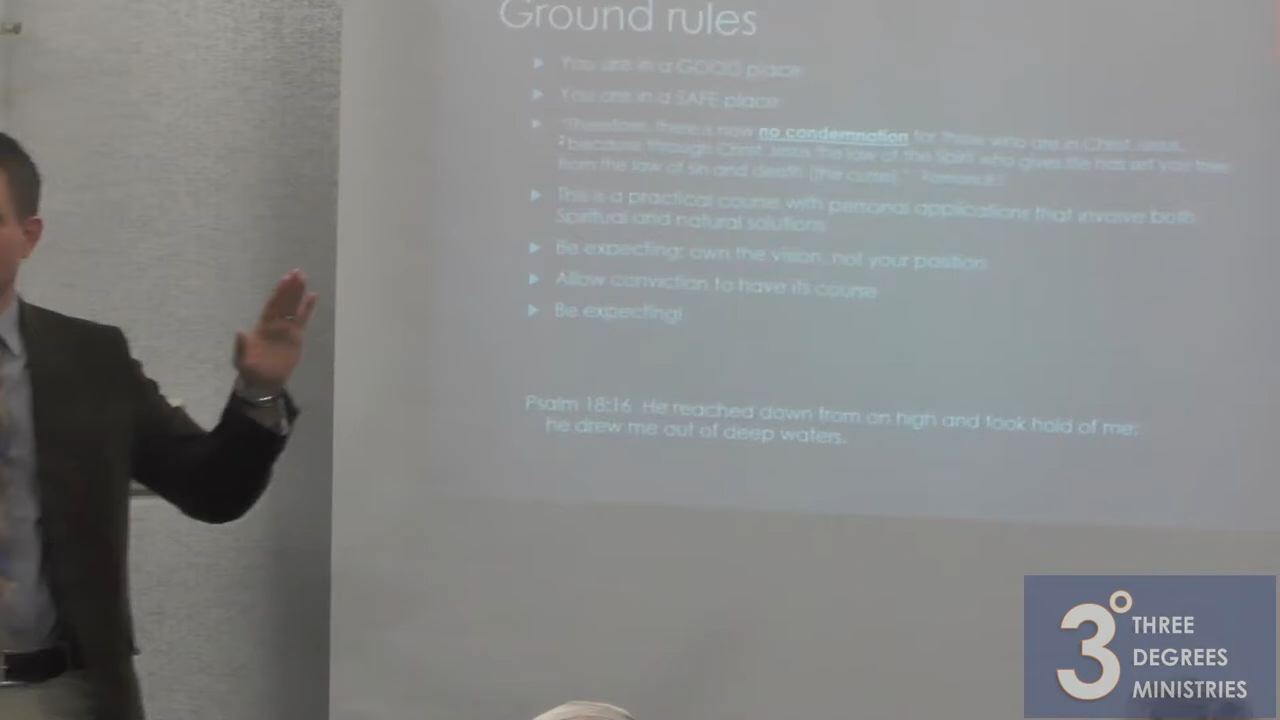 Ground rules
You are in a GOOD place
You are in a SAFE place
"Therefore, there is now no condemnation for those who are in Christ Jesus,
2 because through Christ Jesus the law of the Spirit who gives life has set you free
from the law of sin and death (the curse)."
This is a practical course with personal applications that involve both
Spiritual and natural solutions
Be expecting; own the vision, not your position
Allow conviction to have its course
Be expecting!
Psalm 18:16 He reached down from on high and took hold of me;
he drew me out of deep waters.
3° THREE
DEGREES
MINISTRIES